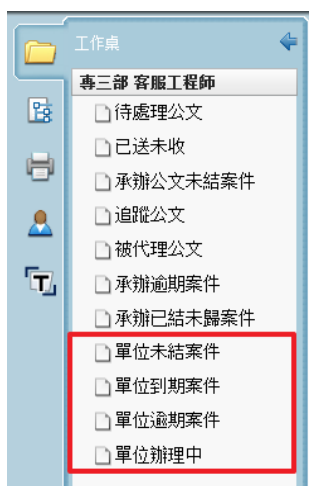 工作桌
專三部 客服工程師
待處理公文
已送未收
承辦公文未結案件
追蹤公文
被代理公文
承辦逾期案件
承辦已結未歸案件
單位未結案件
單位到期案件
單位逾期案件
單位辦理中
T